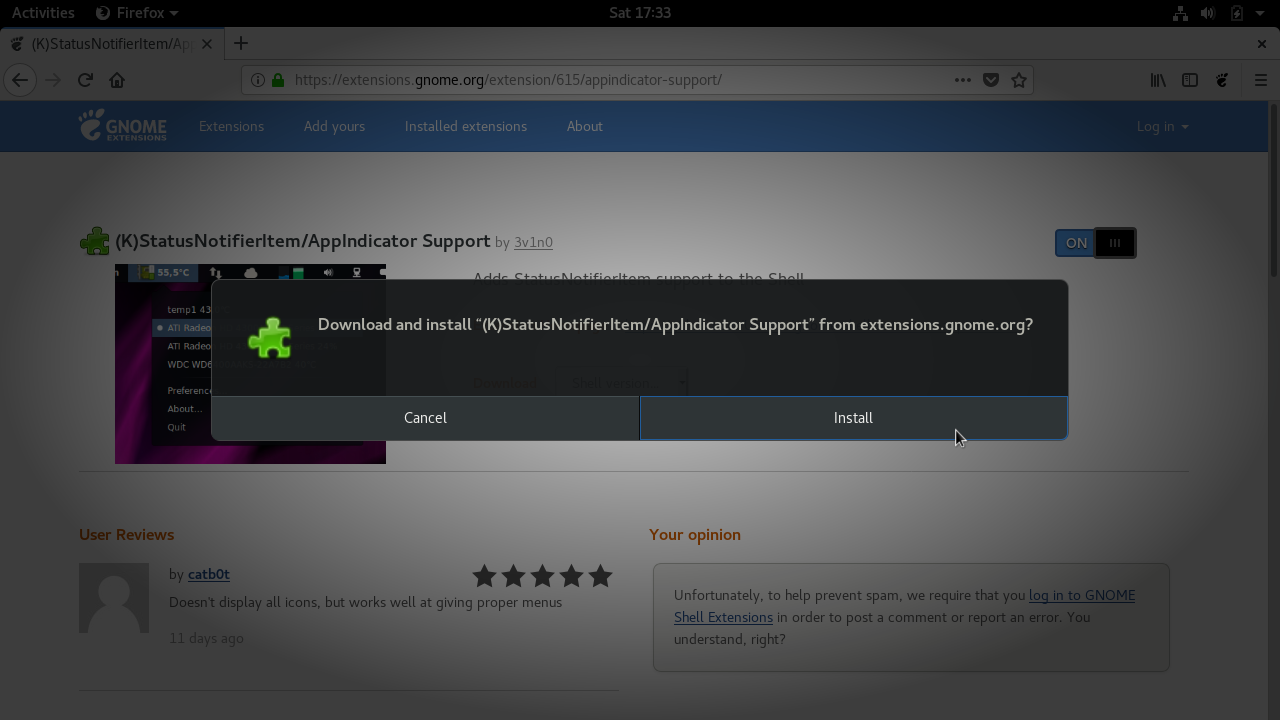 Activities Firefox Sat 17:33
(K)StatusNotifierItem/App
https://extensions.gnome.org/extension/615/appindicator-support/
GNOME EXTENSIONS Extensions Add yours Installed extensions About Log in
(K)StatusNotifierItem/AppIndicator Support by 3v1n0 ON
55,5°C
Adds StatusNotifierItem support to the Shell
temp1 43
ATI Radeo
ATI Radeo
WDC WD6
Preference
About...
Quit
Download and install “(K)StatusNotifierItem/AppIndicator Support” from extensions.gnome.org?
Download: Shell version...
Cancel Install
User Reviews
by catb0t
Doesn't display all icons, but works well at giving proper menus
11 days ago
Your opinion
Unfortunately, to help prevent spam, we require that you log in to GNOME
Shell Extensions in order to post a comment or report an error. You
understand, right?